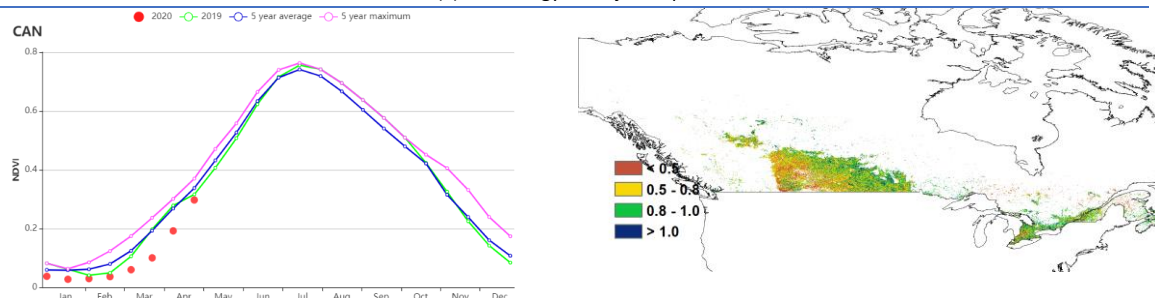 2020 2019 5 year average 5 year maximum
CAN
0.8
0.6
0.4
0.2
0
NDVI
Jan Feb Mar Apr May Jun Jul Aug Sep Oct Nov Dec
< 0.5
0.5 - 0.8
0.8 - 1.0
> 1.0